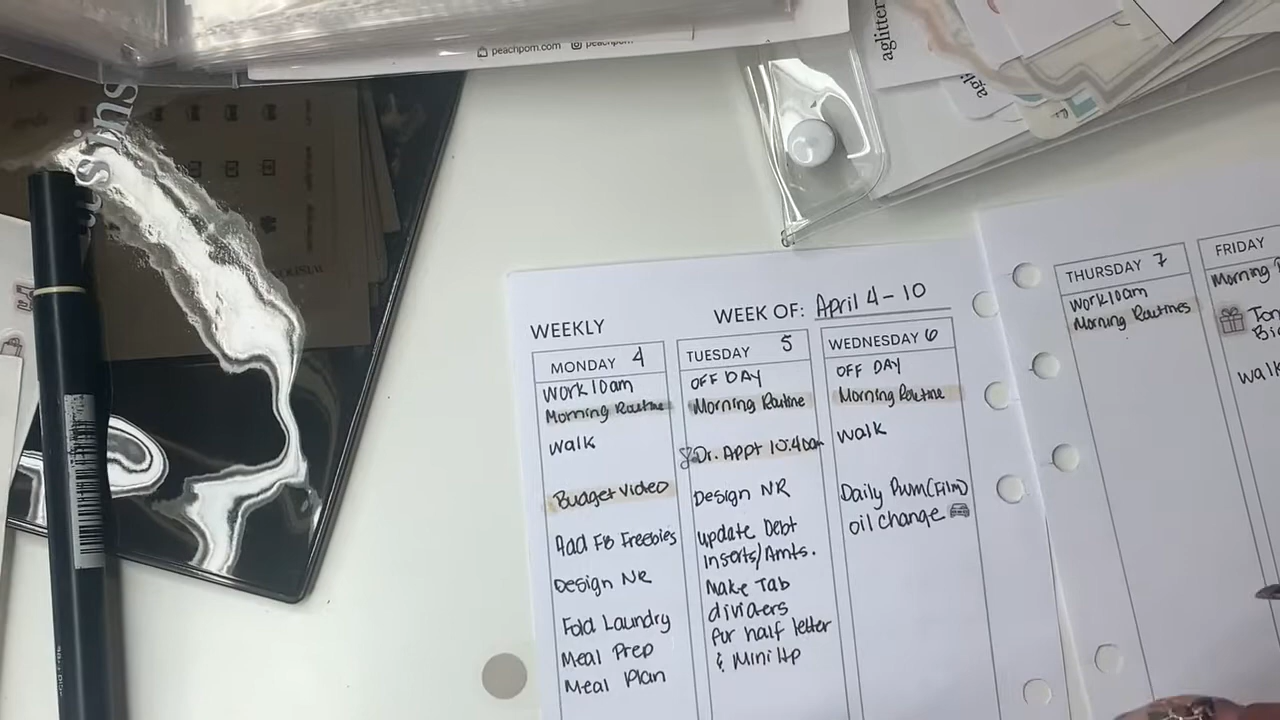 peachpom.com
aglitter
WEEKLY
WEEK OF: April 4-10
MONDAY 4
Work 10am
Morning Routine
Walk
Budget Video
Add FB Freebies
Design NR
Fold Laundry
Meal Prep
Meal Plan
TUESDAY 5
OFF DAY
Morning Routine
Dr. Appt 10:40am
Design NR
update Debt
Inserts/Amts.
Make Tab
dividers
for half letter
& Mini Hp
WEDNESDAY 6
OFF DAY
Morning Routine
Walk
Daily Pwm (Film)
oil change
THURSDAY 7
Work 10am
Morning Routines
FRIDAY
Morning
Walk